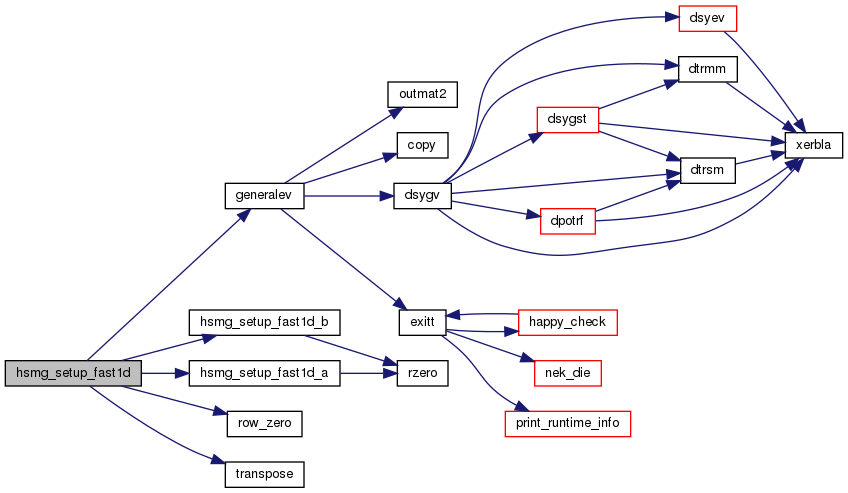 dsyev
dtrmm
outmat2
dsygst
copy
xerbla
dtrsm
generalev
dsygv
dpotrf
hsmg_setup_fast1d_b
exitt
happy_check
hsmg_setup_fast1d
hsmg_setup_fast1d_a
rzero
nek_die
row_zero
print_runtime_info
transpose